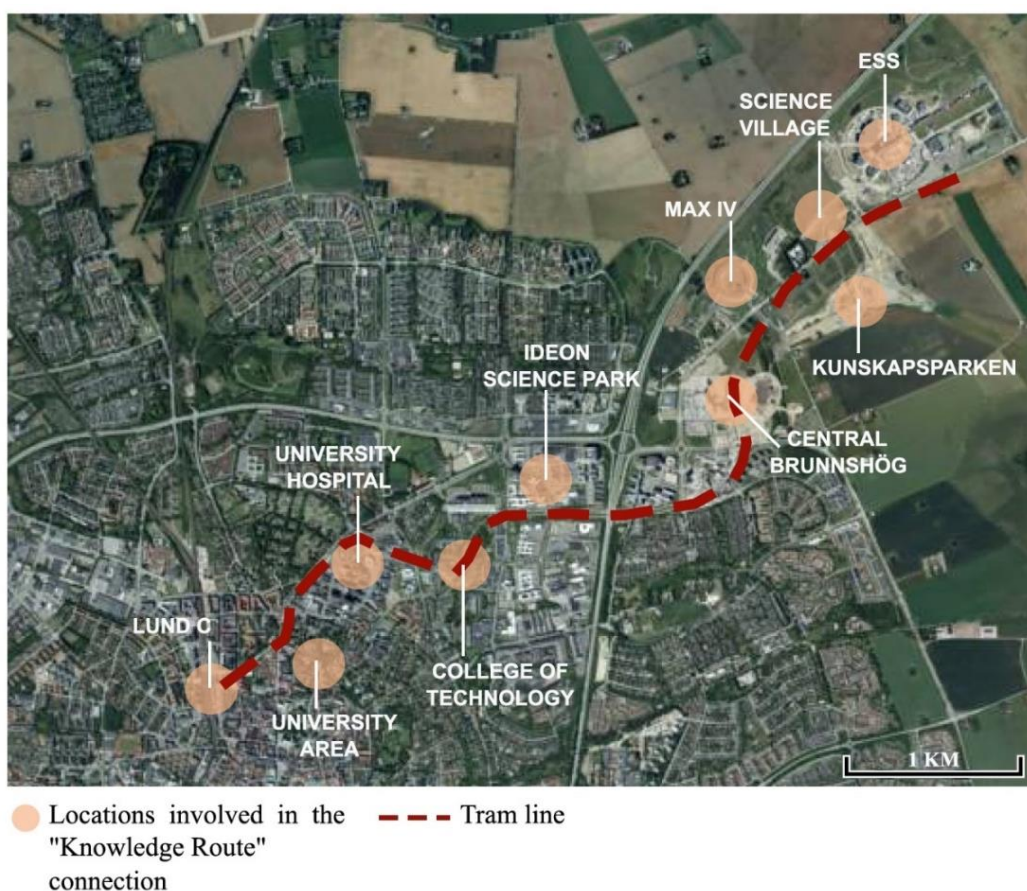 ESS
SCIENCE
VILLAGE
MAX IV
IDEON
SCIENCE PARK
KUNSKAPSPARKEN
UNIVERSITY
HOSPITAL
CENTRAL
BRUNNSHÖG
LUND C
COLLEGE OF
TECHNOLOGY
UNIVERSITY
AREA
1 KM
Locations involved in the
"Knowledge Route"
connection
Tram line